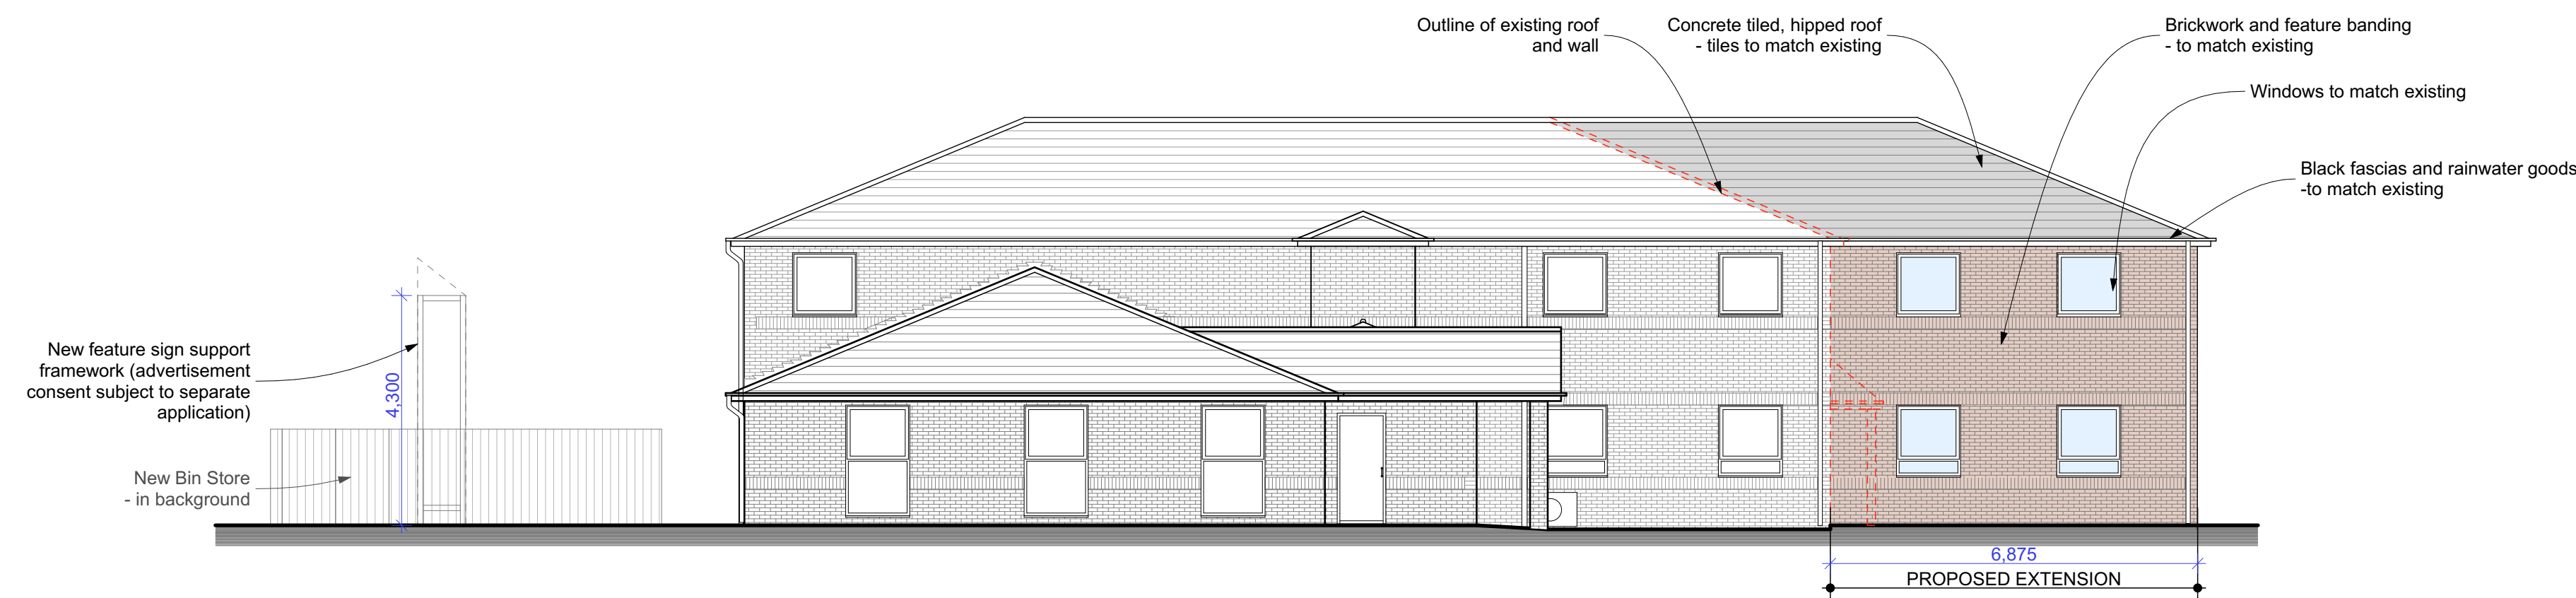 Outline of existing roof
and wall
Concrete tiled, hipped roof
- tiles to match existing
Brickwork and feature banding
- to match existing
Windows to match existing
Black fascias and rainwater goods
-to match existing
New feature sign support
framework (advertisement
consent subject to separate
application)
4,300
New Bin Store
- in background
6,875
PROPOSED EXTENSION